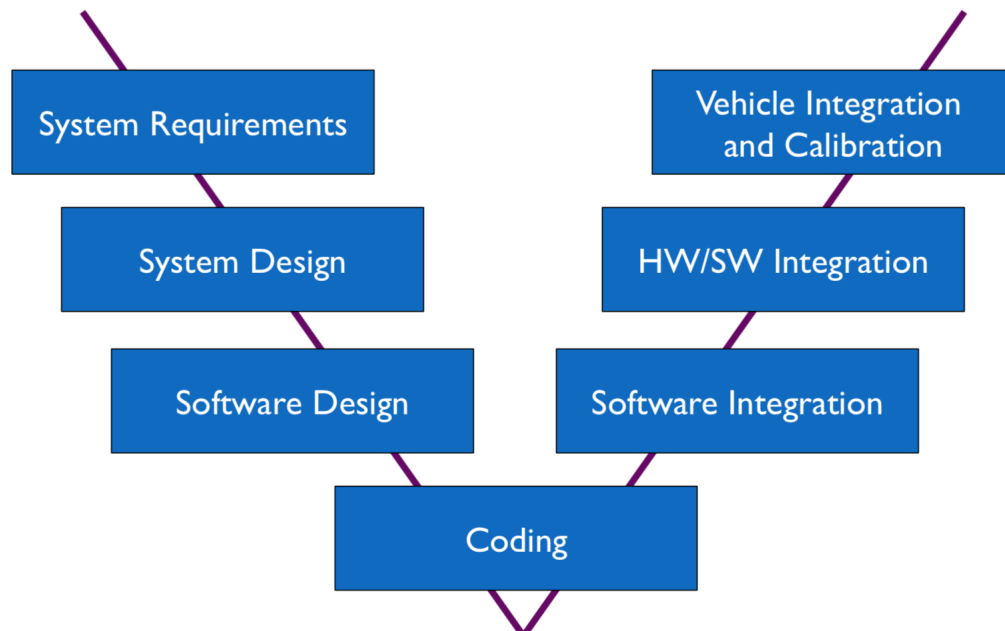 System Requirements
Vehicle Integration
and Calibration
System Design
HW/SW Integration
Software Design
Software Integration
Coding